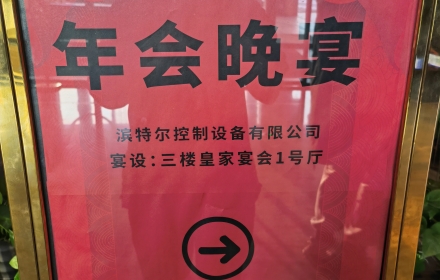 年会晚宴
滨特尔控制设备有限公司
宴设:三楼皇家宴会1号厅